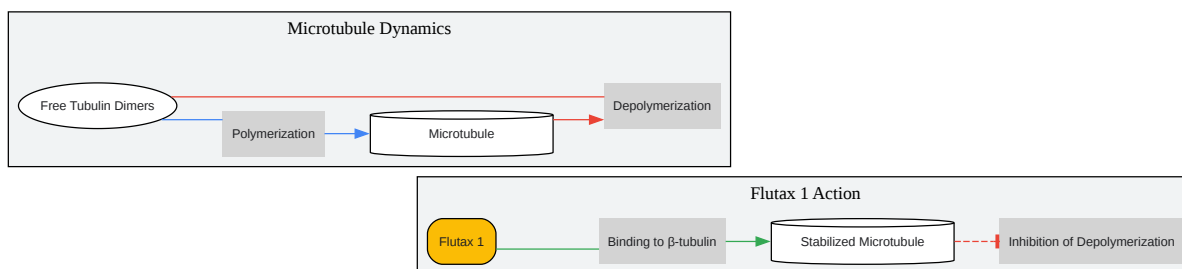 Microtubule Dynamics
Free Tubulin Dimers
Depolymerization
Polymerization
Microtubule
Flutax 1 Action
Flutax 1
Binding to β-tubulin
Stabilized Microtubule
Inhibition of Depolymerization